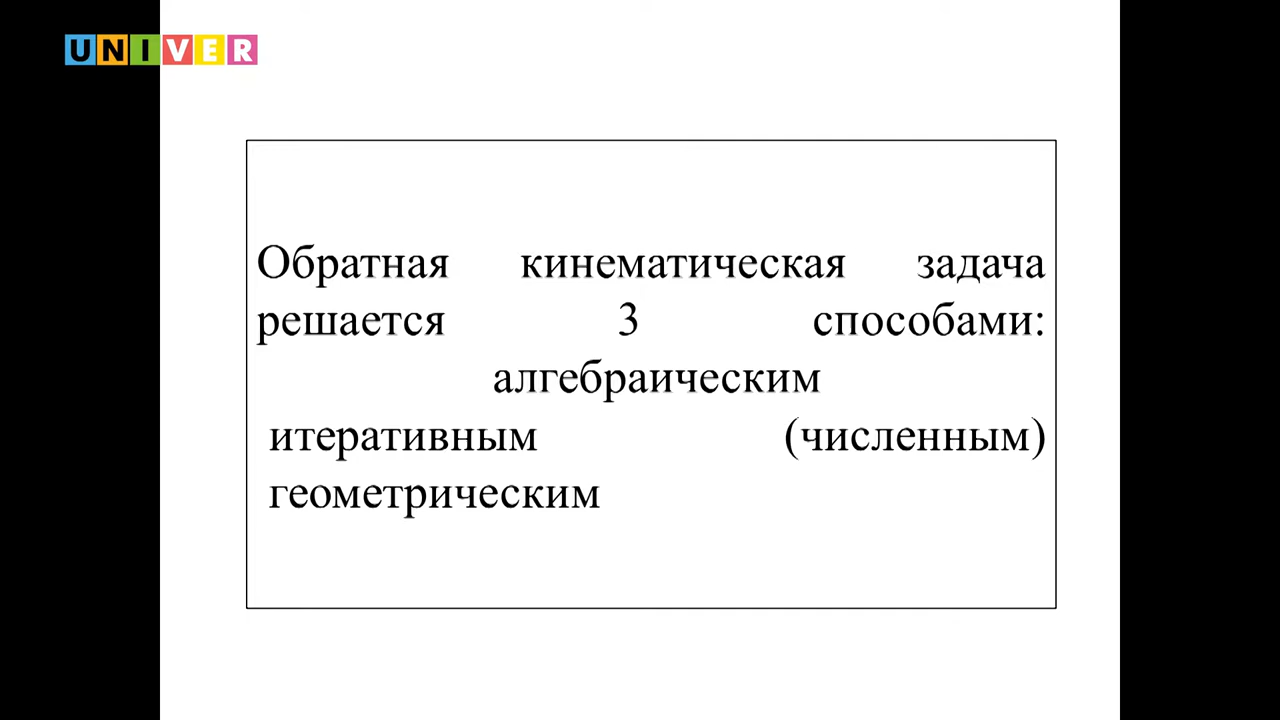 UNIVER
Обратная кинематическая задача
решается 3 способами:
алгебраическим
итеративным (численным)
геометрическим